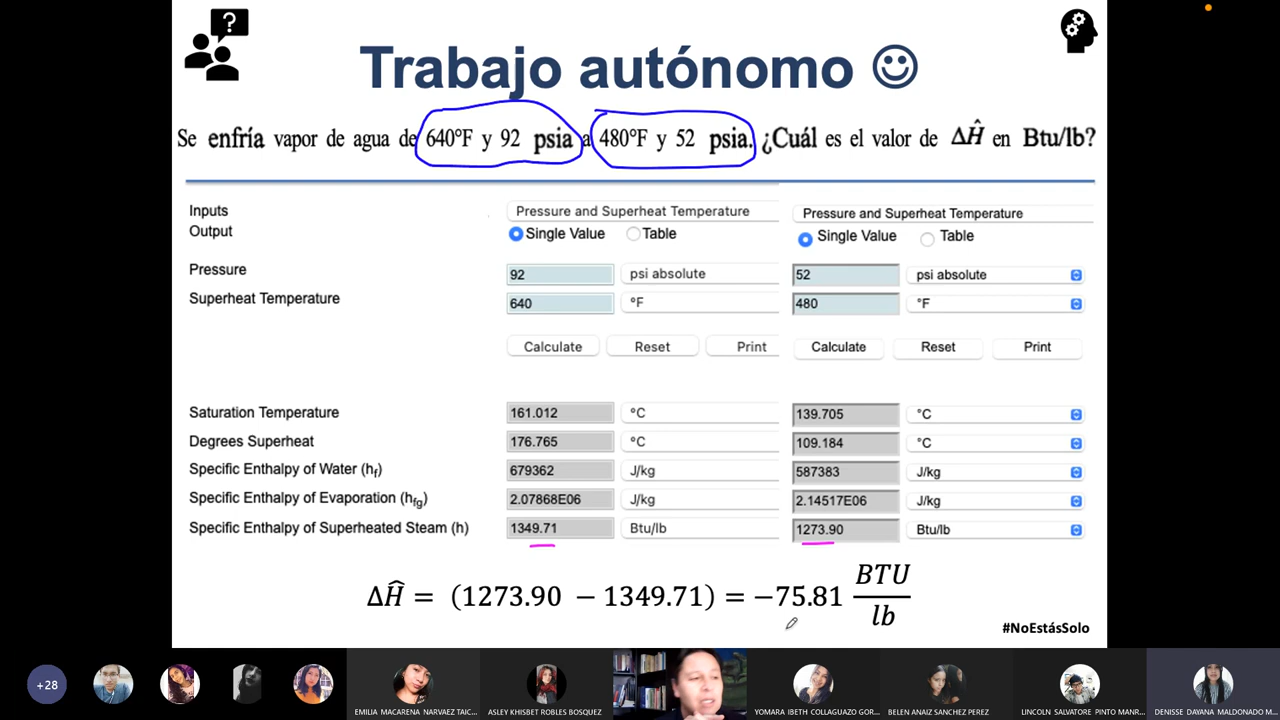 ?
Trabajo autónomo
Se enfría vapor de agua de 640°F y 92 psia a 480°F y 52 psia. ¿Cuál es el valor de ΔĤ en Btu/lb?
Inputs Pressure and Superheat Temperature Pressure and Superheat Temperature
Output Single Value Table Single Value Table
Pressure 92 psi absolute 52 psi absolute
Superheat Temperature 640 °F 480 °F
Calculate Reset Print Calculate Reset Print
Saturation Temperature 161.012 °C 139.705 °C
Degrees Superheat 176.765 °C 109.184 °C
Specific Enthalpy of Water (hf) 679362 J/kg 587383 J/kg
Specific Enthalpy of Evaporation (hfg) 2.07868E06 J/kg 2.14517E06 J/kg
Specific Enthalpy of Superheated Steam (h) 1349.71 Btu/lb 1273.90 Btu/lb
ΔĤ = (1273.90 − 1349.71) = −75.81 BTU/lb
#NoEstásSolo
+28
EMILIA MACARENA NARVAEZ TAIC... ASLEY KHISBET ROBLES BOSQUEZ YOMARA IBETH COLLAGUAZO GOR... BELEN ANAIZ SANCHEZ PEREZ LINCOLN SALVATORE PINTO MANR... DENISSE DAYANA MALDONADO M...